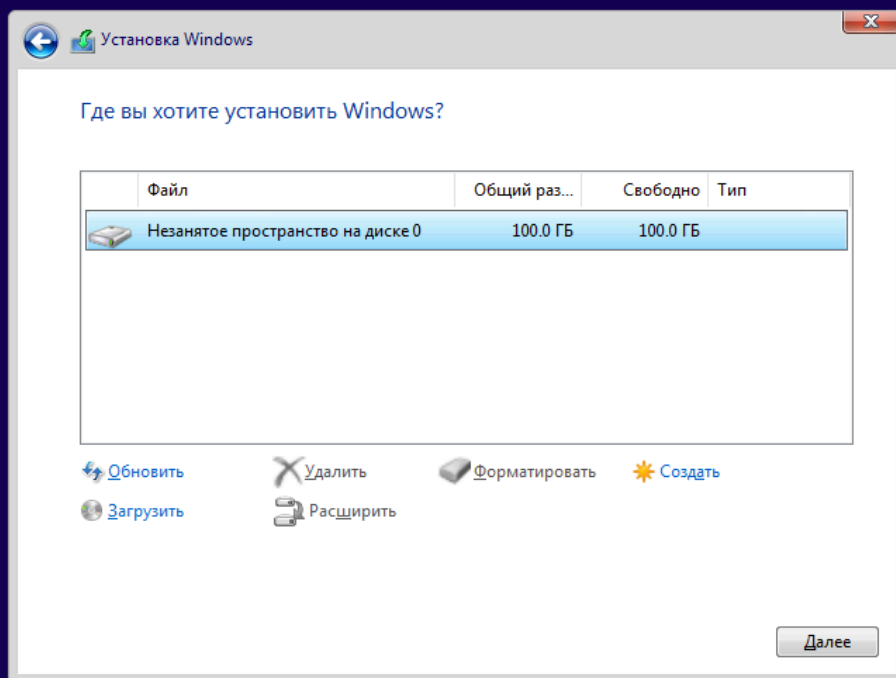 Установка Windows
Где вы хотите установить Windows?
Файл Общий раз... Свободно Тип
Незанятое пространство на диске 0 100.0 ГБ 100.0 ГБ
Обновить Удалить Форматировать Создать
Загрузить Расширить
Далее